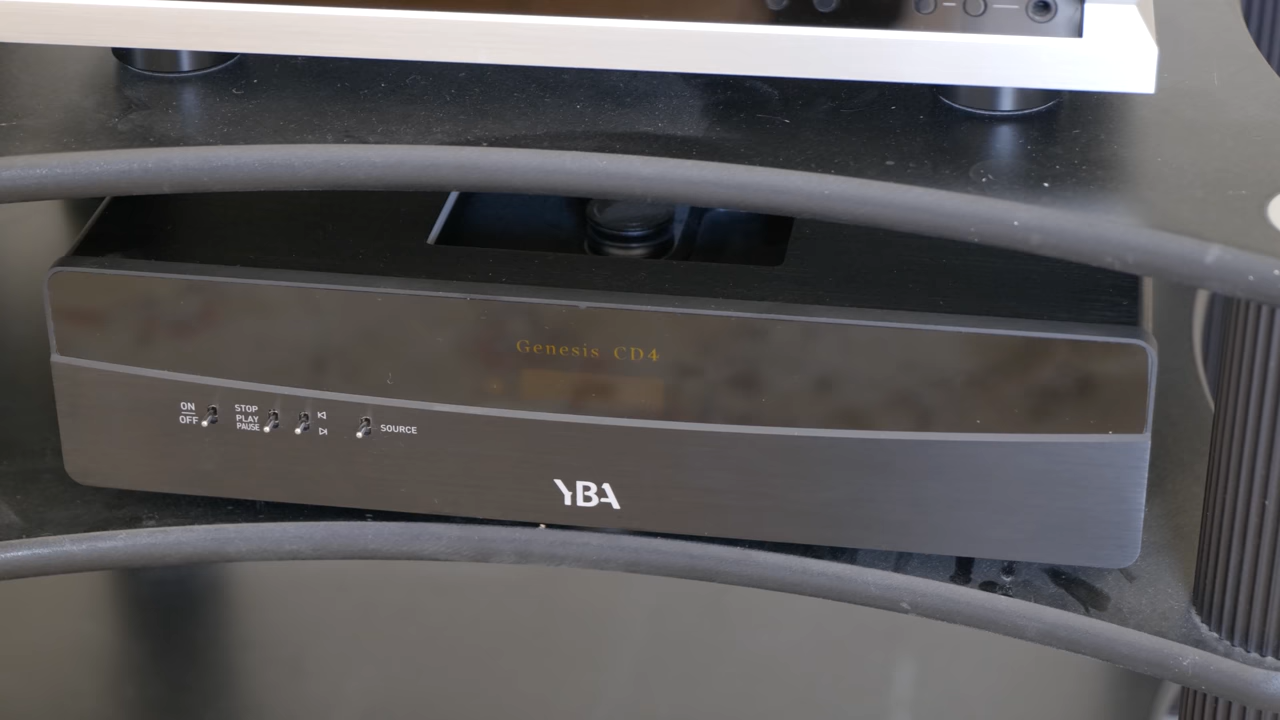 Genesis CD4
ON
OFF
STOP
PLAY
PAUSE
SOURCE
YBA